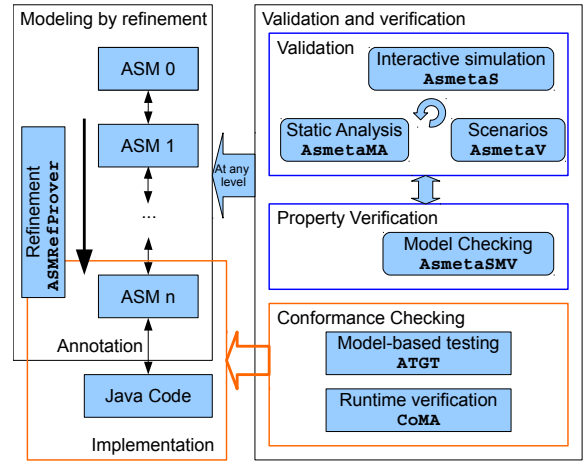 Modeling by refinement
ASM 0
ASM 1
...
ASM n
Refinement
ASMRefProver
Annotation
Java Code
Implementation
At any
level
Validation and verification
Validation
Interactive simulation
AsmetaS
Static Analysis
AsmetaMA
Scenarios
AsmetaV
Property Verification
Model Checking
AsmetaSMV
Conformance Checking
Model-based testing
ATGT
Runtime verification
CoMA